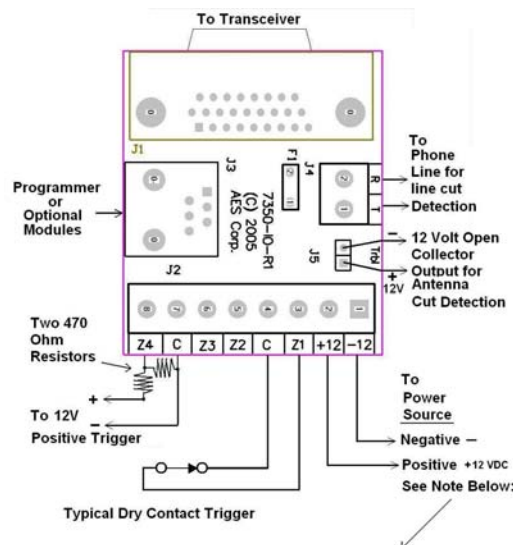 To Transceiver
J1
J3
F1
J4
2
1
R
T
To
Phone
Line for
line cut
Detection
Programmer
or
Optional
Modules
7350-IO-R1
(C) 2005
AES Corp.
J2
J5
Trbl
−
+
12V
12 Volt Open
Collector
Output for
Antenna
Cut Detection
8 7 6 5 4 3 2 1
Z4 C Z3 Z2 C Z1 +12 −12
Two 470
Ohm
Resistors
+
To 12V
−
Positive Trigger
To
Power
Source
Negative −
Positive +12 VDC
See Note Below:
Typical Dry Contact Trigger